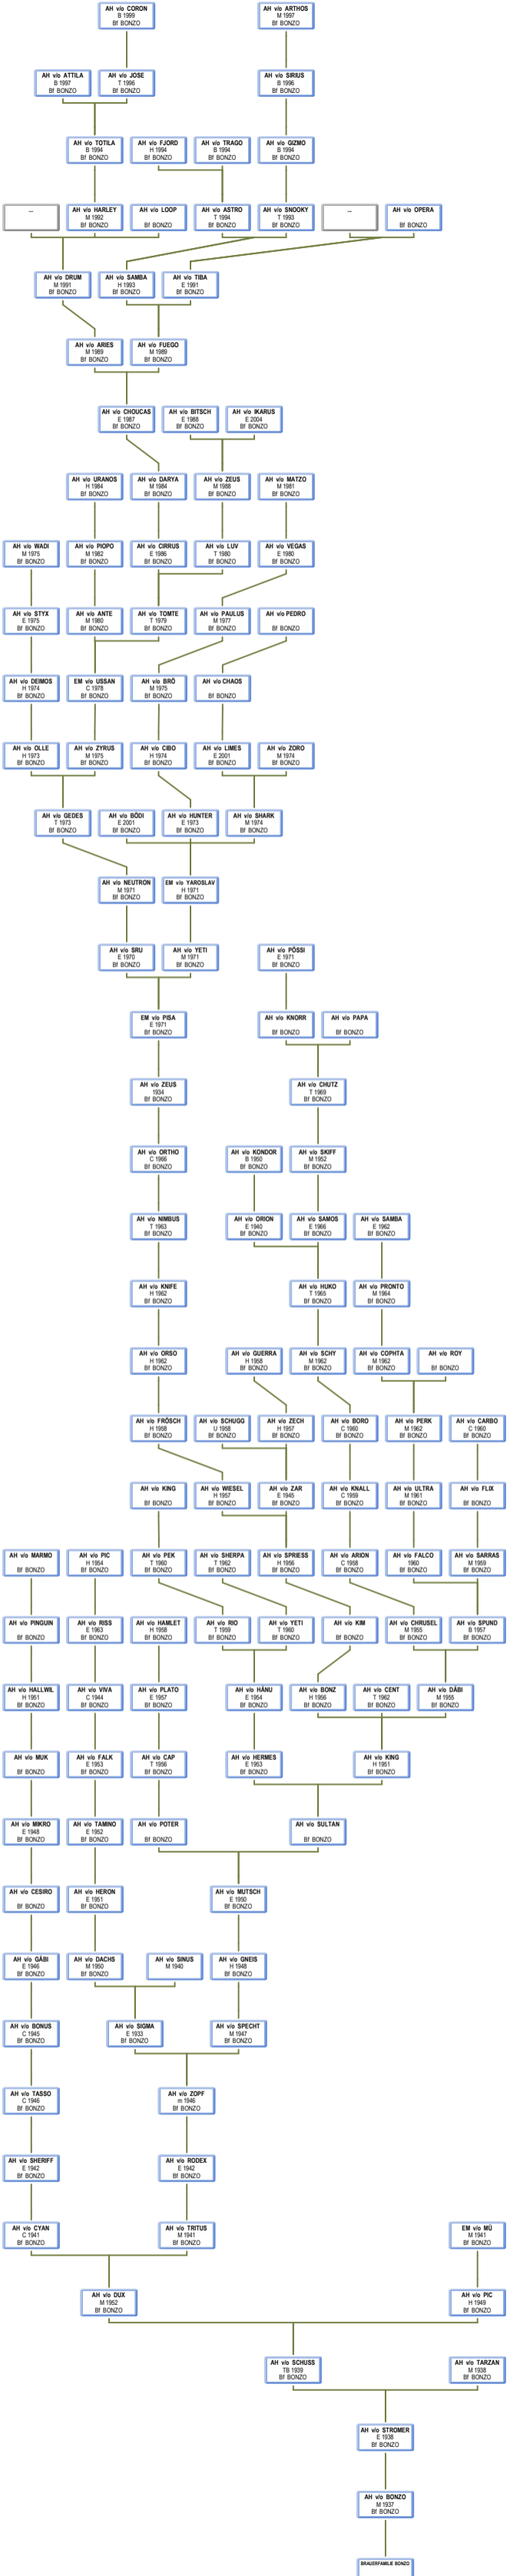 AH v/o CORON
B 1999
Bf BONZO
AH v/o ARTHOS
M 1997
Bf BONZO
AH v/o ATTILA
B 1997
Bf BONZO
AH v/o JOSE
T 1996
Bf BONZO
AH v/o SIRIUS
B 1996
Bf BONZO
AH v/o TOTILA
B 1994
Bf BONZO
AH v/o FJORD
H 1994
Bf BONZO
AH v/o TRAGO
B 1994
Bf BONZO
AH v/o GIZMO
B 1994
Bf BONZO
...
AH v/o HARLEY
M 1992
Bf BONZO
AH v/o LOOP
Bf BONZO
AH v/o ASTRO
T 1994
Bf BONZO
AH v/o SNOOKY
T 1993
Bf BONZO
...
AH v/o OPERA
Bf BONZO
AH v/o DRUM
M 1991
Bf BONZO
AH v/o SAMBA
H 1993
Bf BONZO
AH v/o TIBA
E 1991
Bf BONZO
AH v/o ARIES
M 1989
Bf BONZO
AH v/o FUEGO
M 1989
Bf BONZO
AH v/o CHOUCAS
E 1987
Bf BONZO
AH v/o BITSCH
E 1988
Bf BONZO
AH v/o IKARUS
E 2004
Bf BONZO
AH v/o URANOS
H 1984
Bf BONZO
AH v/o DARYA
M 1984
Bf BONZO
AH v/o ZEUS
M 1988
Bf BONZO
AH v/o MATZO
M 1981
Bf BONZO
AH v/o WADI
M 1975
Bf BONZO
AH v/o PIOPO
M 1982
Bf BONZO
AH v/o CIRRUS
E 1986
Bf BONZO
AH v/o LUV
T 1980
Bf BONZO
AH v/o VEGAS
E 1980
Bf BONZO
AH v/o STYX
E 1975
Bf BONZO
AH v/o ANTE
M 1980
Bf BONZO
AH v/o TOMTE
T 1979
Bf BONZO
AH v/o PAULUS
M 1977
Bf BONZO
AH v/o PEDRO
Bf BONZO
AH v/o DEIMOS
H 1974
Bf BONZO
EM v/o USSAN
C 1978
Bf BONZO
AH v/o BRÖ
M 1975
Bf BONZO
AH v/o CHAOS
Bf BONZO
AH v/o OLLE
H 1973
Bf BONZO
AH v/o ZYRUS
M 1975
Bf BONZO
AH v/o CIBO
H 1974
Bf BONZO
AH v/o LIMES
E 2001
Bf BONZO
AH v/o ZORO
M 1974
Bf BONZO
AH v/o GEDES
T 1973
Bf BONZO
AH v/o BÖDI
E 2001
Bf BONZO
AH v/o HUNTER
E 1973
Bf BONZO
AH v/o SHARK
M 1974
Bf BONZO
AH v/o NEUTRON
M 1971
Bf BONZO
EM v/o YAROSLAV
H 1971
Bf BONZO
AH v/o SRU
E 1970
Bf BONZO
AH v/o YETI
M 1971
Bf BONZO
AH v/o PÖSSI
E 1971
Bf BONZO
EM v/o PISA
E 1971
Bf BONZO
AH v/o KNORR
Bf BONZO
AH v/o PAPA
Bf BONZO
AH v/o ZEUS
1934
Bf BONZO
AH v/o CHUTZ
T 1969
Bf BONZO
AH v/o ORTHO
C 1966
Bf BONZO
AH v/o KONDOR
B 1950
Bf BONZO
AH v/o SKIFF
M 1952
Bf BONZO
AH v/o NIMBUS
T 1963
Bf BONZO
AH v/o ORION
E 1940
Bf BONZO
AH v/o SAMOS
E 1966
Bf BONZO
AH v/o SAMBA
E 1962
Bf BONZO
AH v/o KNIFE
H 1962
Bf BONZO
AH v/o HUKO
T 1965
Bf BONZO
AH v/o PRONTO
M 1964
Bf BONZO
AH v/o ORSO
H 1962
Bf BONZO
AH v/o GUERRA
H 1958
Bf BONZO
AH v/o SCHY
M 1962
Bf BONZO
AH v/o COPHTA
M 1962
Bf BONZO
AH v/o ROY
Bf BONZO
AH v/o FRÖSCH
H 1958
Bf BONZO
AH v/o SCHUGG
U 1958
Bf BONZO
AH v/o ZECH
H 1957
Bf BONZO
AH v/o BORO
C 1960
Bf BONZO
AH v/o PERK
M 1962
Bf BONZO
AH v/o CARBO
C 1960
Bf BONZO
AH v/o KING
Bf BONZO
AH v/o WIESEL
H 1957
Bf BONZO
AH v/o ZAR
E 1945
Bf BONZO
AH v/o KNALL
C 1959
Bf BONZO
AH v/o ULTRA
M 1961
Bf BONZO
AH v/o FLIX
Bf BONZO
AH v/o MARMO
Bf BONZO
AH v/o PIC
H 1954
Bf BONZO
AH v/o PEK
T 1960
Bf BONZO
AH v/o SHERPA
T 1962
Bf BONZO
AH v/o SPRIESS
H 1956
Bf BONZO
AH v/o ARION
C 1958
Bf BONZO
AH v/o FALCO
1960
Bf BONZO
AH v/o SARRAS
M 1959
Bf BONZO
AH v/o PINGUIN
Bf BONZO
AH v/o RISS
E 1963
Bf BONZO
AH v/o HAMLET
H 1958
Bf BONZO
AH v/o RIO
T 1959
Bf BONZO
AH v/o YETI
T 1960
Bf BONZO
AH v/o KIM
Bf BONZO
AH v/o CHRUSEL
M 1955
Bf BONZO
AH v/o SPUND
B 1957
Bf BONZO
AH v/o HALLWIL
H 1951
Bf BONZO
AH v/o VIVA
C 1944
Bf BONZO
AH v/o PLATO
E 1957
Bf BONZO
AH v/o HÄNU
E 1954
Bf BONZO
AH v/o BONZ
H 1956
Bf BONZO
AH v/o CENT
T 1962
Bf BONZO
AH v/o DÄBI
M 1955
Bf BONZO
AH v/o MUK
Bf BONZO
AH v/o FALK
E 1953
Bf BONZO
AH v/o CAP
T 1956
Bf BONZO
AH v/o HERMES
E 1953
Bf BONZO
AH v/o KING
H 1951
Bf BONZO
AH v/o MIKRO
E 1948
Bf BONZO
AH v/o TAMINO
E 1952
Bf BONZO
AH v/o POTER
Bf BONZO
AH v/o SULTAN
Bf BONZO
AH v/o CESIRO
Bf BONZO
AH v/o HERON
E 1951
Bf BONZO
AH v/o MUTSCH
E 1950
Bf BONZO
AH v/o GÄBI
E 1946
Bf BONZO
AH v/o DACHS
M 1950
Bf BONZO
AH v/o SINUS
M 1940
AH v/o GNEIS
H 1948
Bf BONZO
AH v/o BONUS
C 1945
Bf BONZO
AH v/o SIGMA
E 1933
Bf BONZO
AH v/o SPECHT
M 1947
Bf BONZO
AH v/o TASSO
C 1946
Bf BONZO
AH v/o ZOPF
m 1946
Bf BONZO
AH v/o SHERIFF
E 1942
Bf BONZO
AH v/o RODEX
E 1942
Bf BONZO
AH v/o CYAN
C 1941
Bf BONZO
AH v/o TRITUS
M 1941
Bf BONZO
EM v/o MÜ
M 1941
Bf BONZO
AH v/o DUX
M 1952
Bf BONZO
AH v/o PIC
H 1949
Bf BONZO
AH v/o SCHUSS
TB 1939
Bf BONZO
AH v/o TARZAN
M 1938
Bf BONZO
AH v/o STROMER
E 1938
Bf BONZO
AH v/o BONZO
M 1937
Bf BONZO
BRAUERFAMILIE BONZO